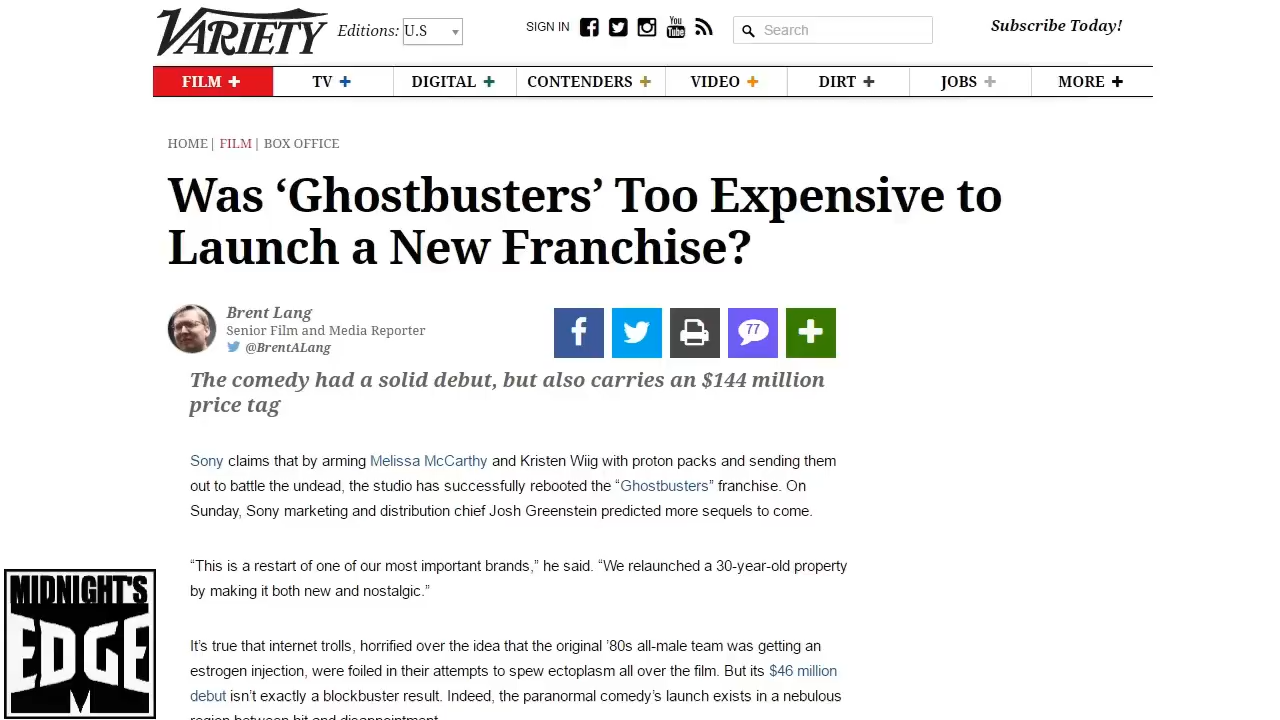 VARIETY Editions: U.S SIGN IN You Tube Search Subscribe Today!
FILM + TV + DIGITAL + CONTENDERS + VIDEO + DIRT + JOBS + MORE +
HOME | FILM | BOX OFFICE
Was ‘Ghostbusters’ Too Expensive to
Launch a New Franchise?
Brent Lang
Senior Film and Media Reporter
@BrentALang
77
The comedy had a solid debut, but also carries an $144 million
price tag
Sony claims that by arming Melissa McCarthy and Kristen Wiig with proton packs and sending them
out to battle the undead, the studio has successfully rebooted the “Ghostbusters” franchise. On
Sunday, Sony marketing and distribution chief Josh Greenstein predicted more sequels to come.
“This is a restart of one of our most important brands,” he said. “We relaunched a 30-year-old property
by making it both new and nostalgic.”
It’s true that internet trolls, horrified over the idea that the original ’80s all-male team was getting an
estrogen injection, were foiled in their attempts to spew ectoplasm all over the film. But its $46 million
debut isn’t exactly a blockbuster result. Indeed, the paranormal comedy’s launch exists in a nebulous
region between hit and disappointment.
MIDNIGHT'S
EDGE
M